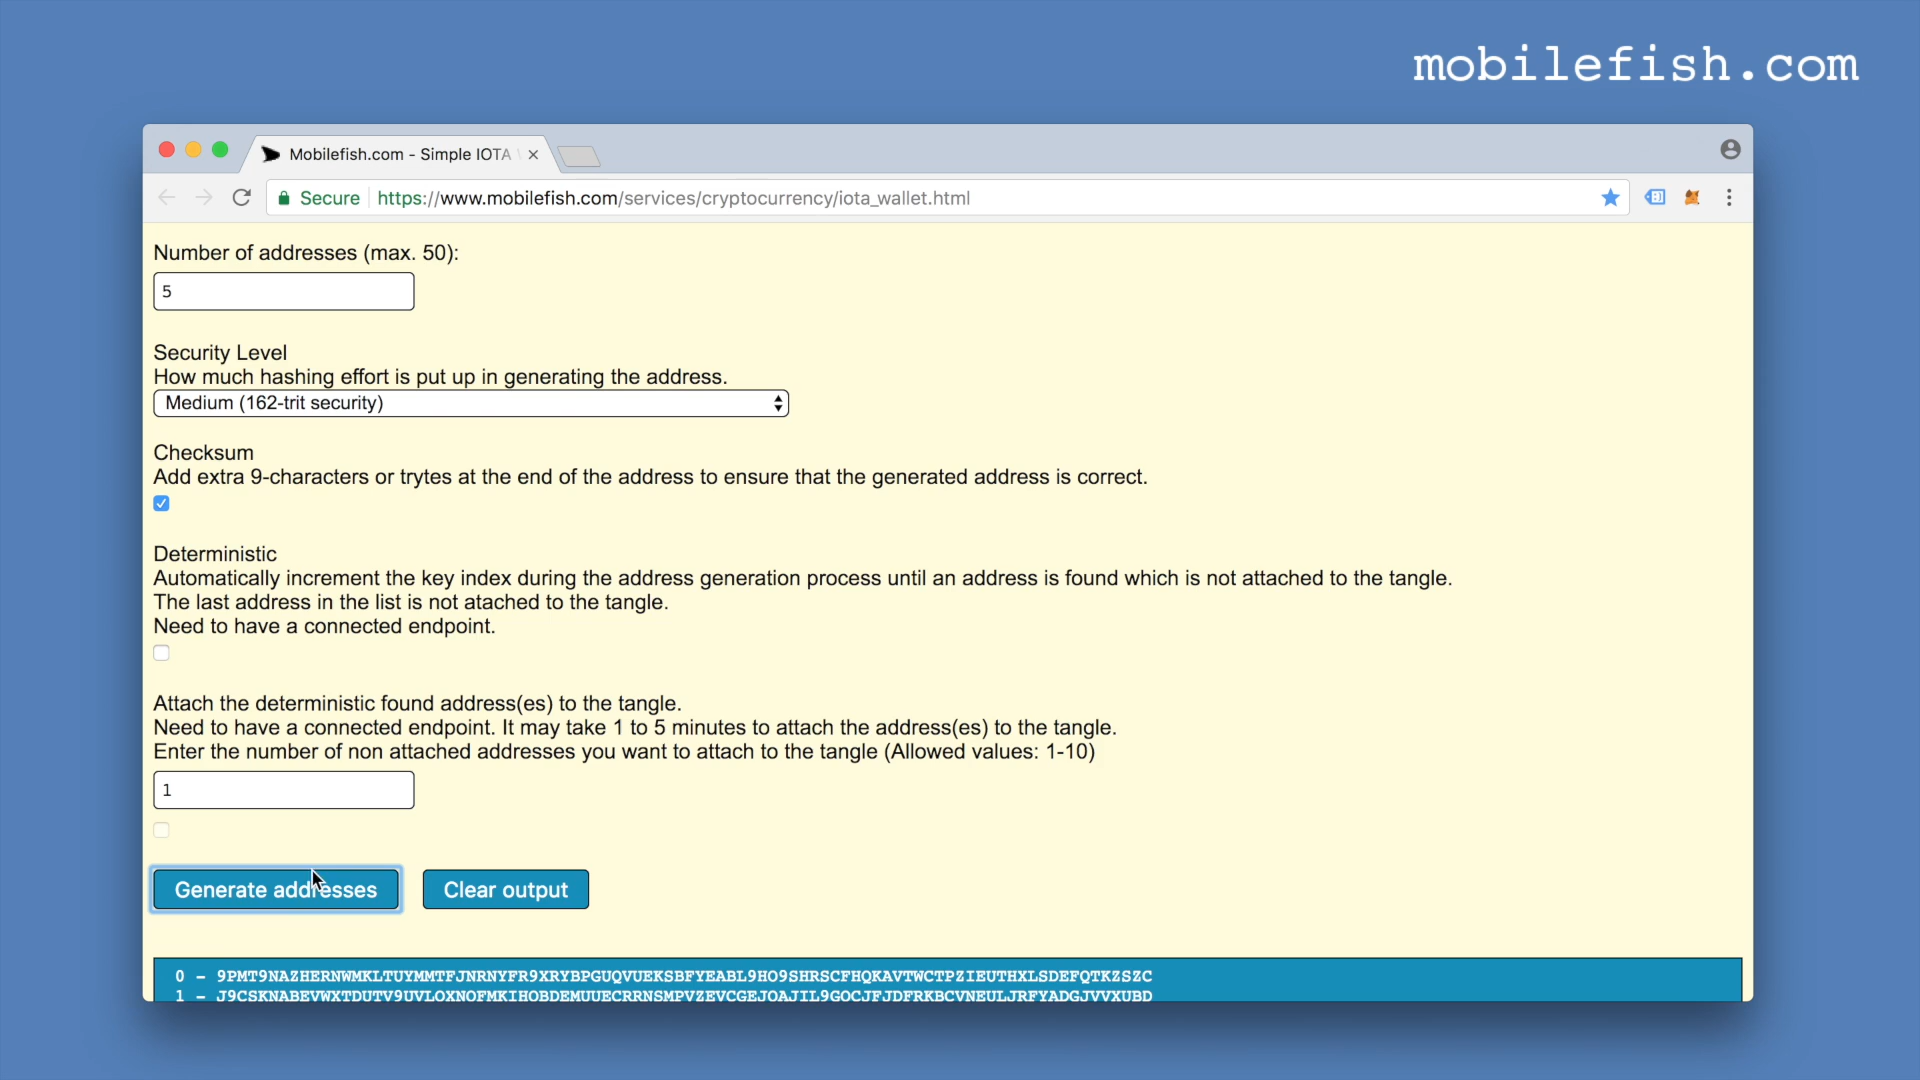 mobilefish.com
Mobilefish.com - Simple IOTA
Secure https://www.mobilefish.com/services/cryptocurrency/iota_wallet.html
Number of addresses (max. 50):
5
Security Level
How much hashing effort is put up in generating the address.
Medium (162-trit security)
Checksum
Add extra 9-characters or trytes at the end of the address to ensure that the generated address is correct.
Deterministic
Automatically increment the key index during the address generation process until an address is found which is not attached to the tangle.
The last address in the list is not atached to the tangle.
Need to have a connected endpoint.
Attach the deterministic found address(es) to the tangle.
Need to have a connected endpoint. It may take 1 to 5 minutes to attach the address(es) to the tangle.
Enter the number of non attached addresses you want to attach to the tangle (Allowed values: 1-10)
1
Generate addresses Clear output
0 - 9PMT9NAZHERNWMKLTUYMMTFJNRNYFR9XRYBPGUQVUEKSBFYEABL9HO9SHRSCFHQKAVTWCTPZIEUTHXLSDEFQTKZSZC
1 - J9CSKNABEVWXTDUTV9UVLOXNOFMKIHOBDEMUUECRRNSMPVZEVCGEJOAJIL9GOCJFJDFRKBCVNEULJRFYADGJVVXUBD